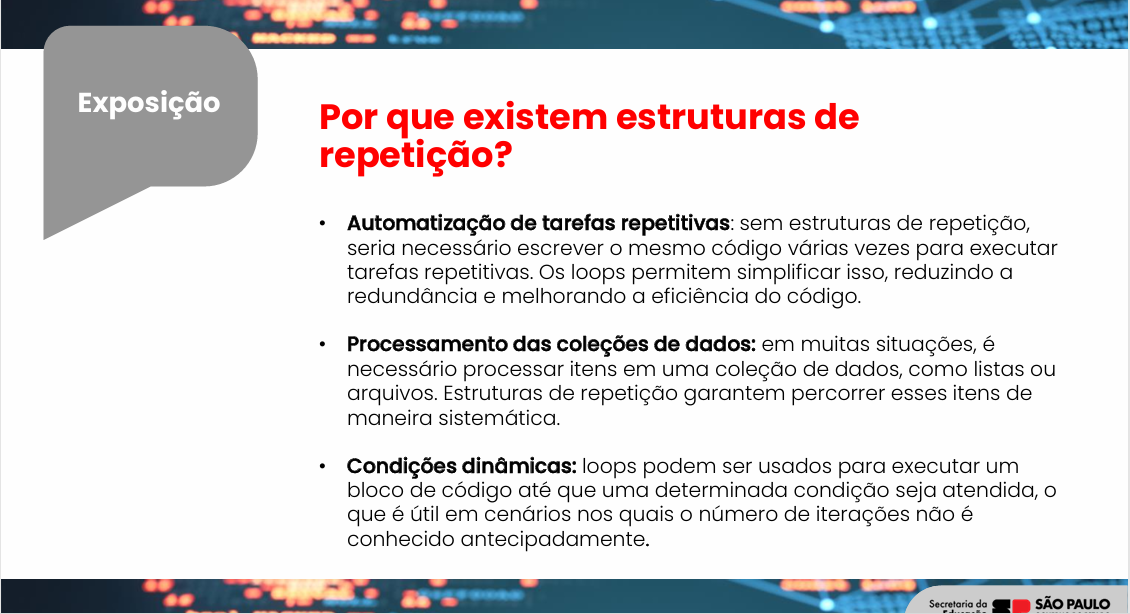 Exposição
Por que existem estruturas de
repetição?
• Automatização de tarefas repetitivas: sem estruturas de repetição,
seria necessário escrever o mesmo código várias vezes para executar
tarefas repetitivas. Os loops permitem simplificar isso, reduzindo a
redundância e melhorando a eficiência do código.
• Processamento das coleções de dados: em muitas situações, é
necessário processar itens em uma coleção de dados, como listas ou
arquivos. Estruturas de repetição garantem percorrer esses itens de
maneira sistemática.
• Condições dinâmicas: loops podem ser usados para executar um
bloco de código até que uma determinada condição seja atendida, o
que é útil em cenários nos quais o número de iterações não é
conhecido antecipadamente.
Secretaria da
Educação
SÃO PAULO